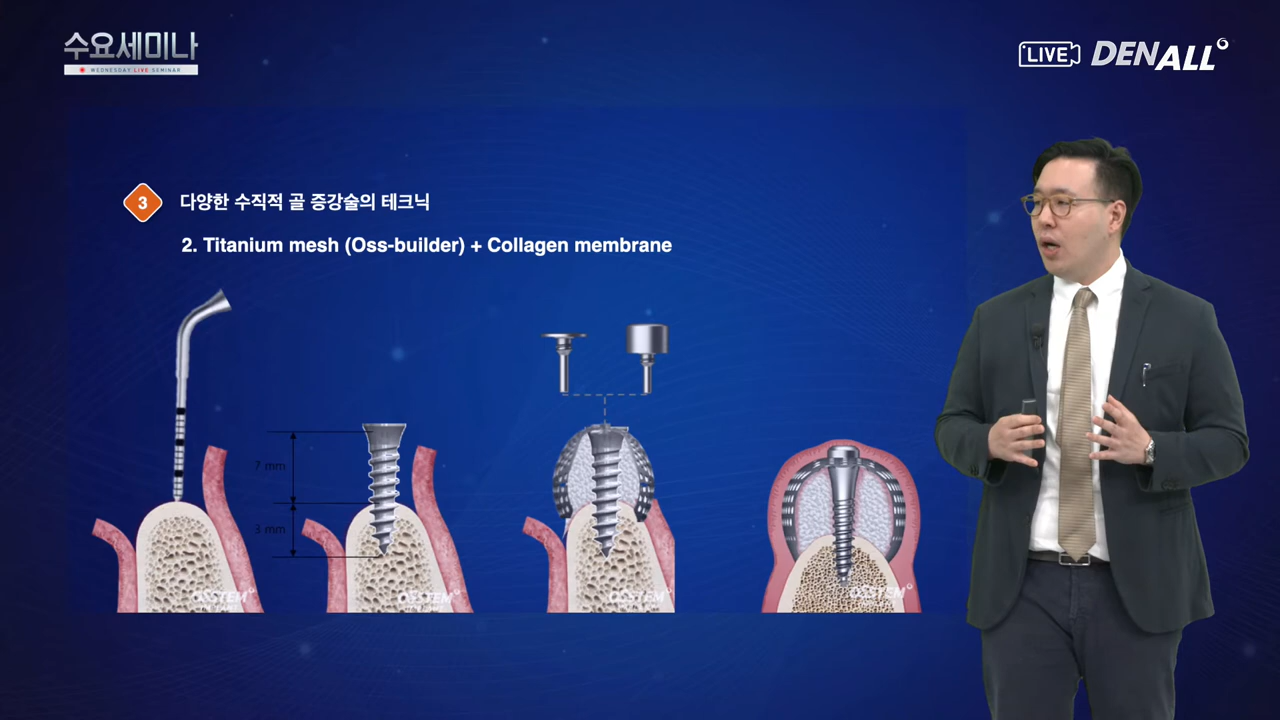 수요세미나
WEDNESDAY LIVE SEMINAR
LIVE DENALL
3 다양한 수직적 골 증강술의 테크닉
2. Titanium mesh (Oss-builder) + Collagen membrane
7 mm
3 mm
OSSTEM
OSSTEM
OSSTEM
OSSTEM